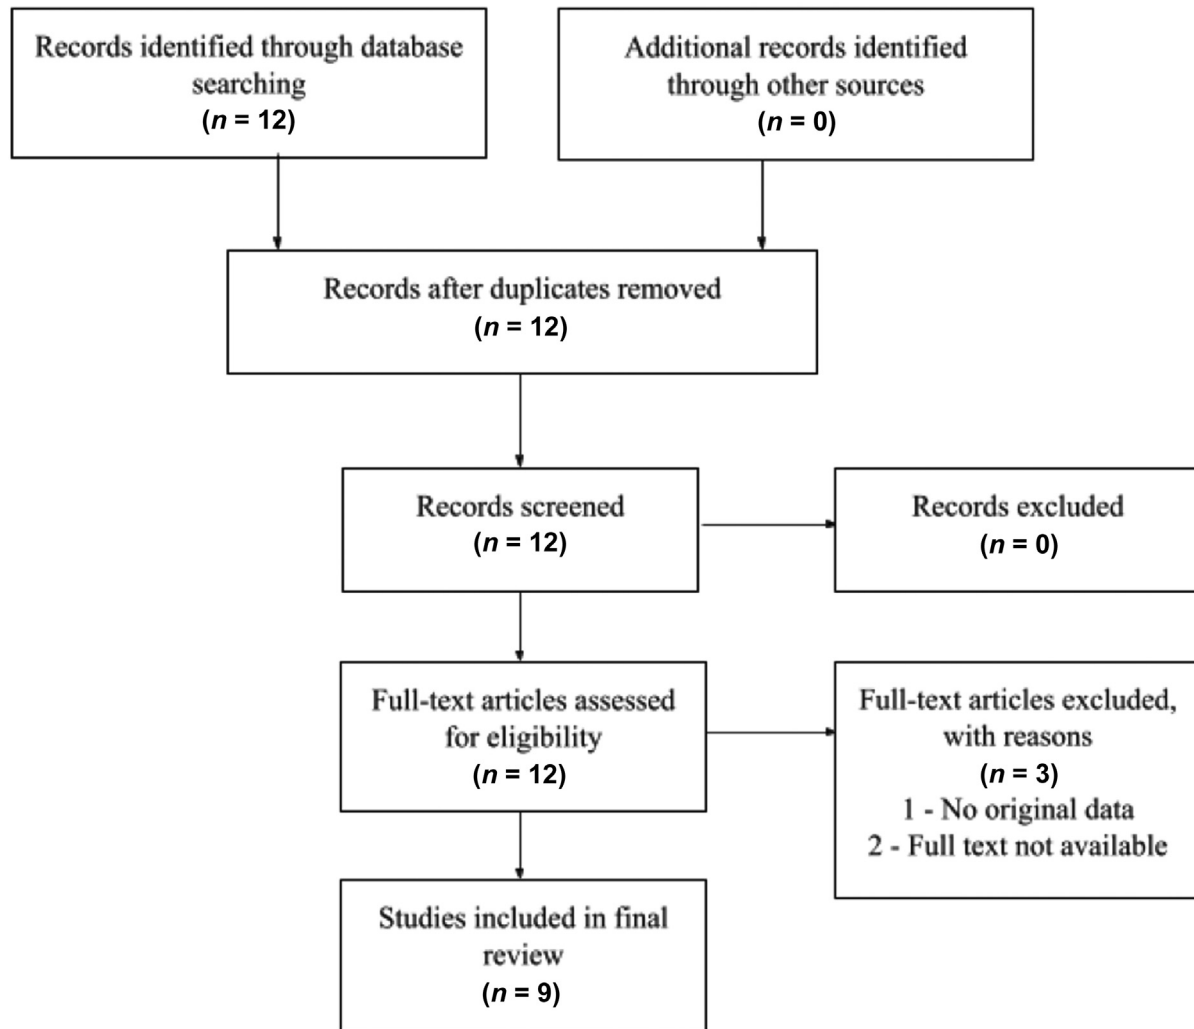 Records identified through database
searching
(n = 12)
Additional records identified
through other sources
(n = 0)
Records after duplicates removed
(n = 12)
Records screened
(n = 12)
Records excluded
(n = 0)
Full-text articles assessed
for eligibility
(n = 12)
Full-text articles excluded,
with reasons
(n = 3)
1 - No original data
2 - Full text not available
Studies included in final
review
(n = 9)